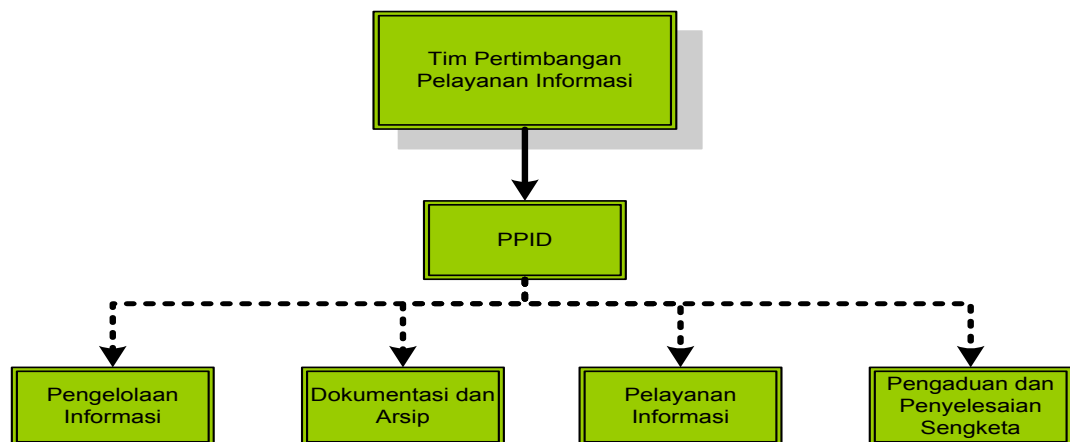 Tim Pertimbangan
Pelayanan Informasi
PPID
Pengelolaan
Informasi
Dokumentasi dan
Arsip
Pelayanan
Informasi
Pengaduan dan
Penyelesaian
Sengketa